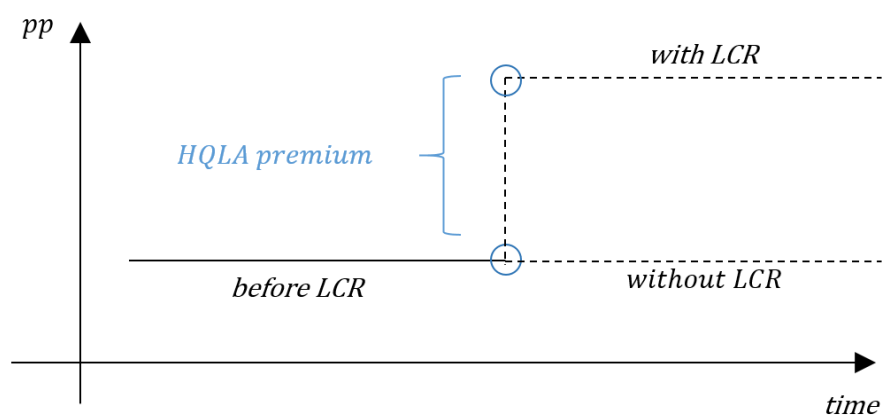 pp
with LCR
HQLA premium
before LCR
without LCR
time